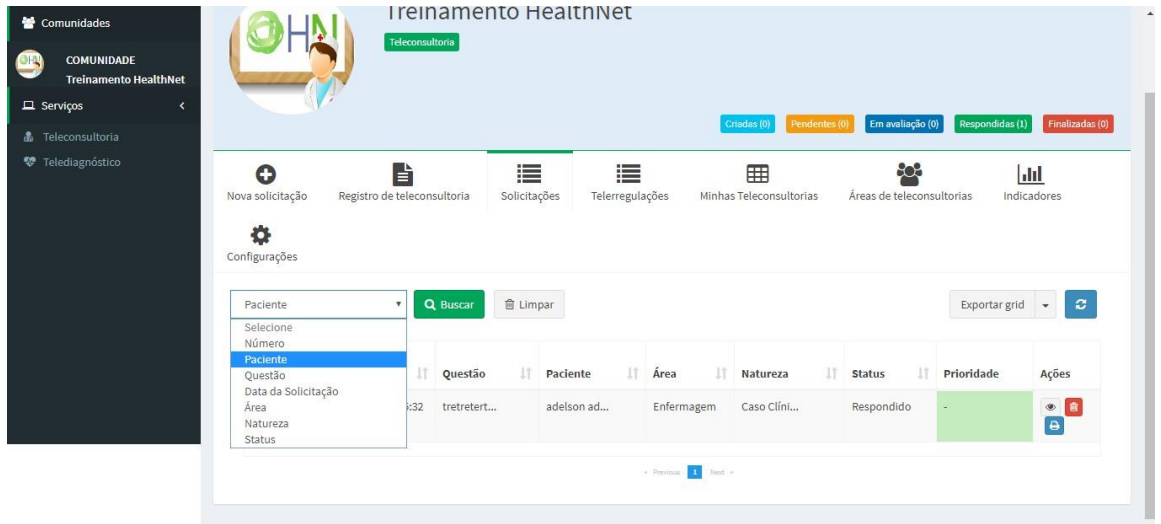 Comunidades
COMUNIDADE
Treinamento HealthNet
Serviços
Teleconsultoria
Telediagnóstico
OHN
Treinamento HealthNet
Teleconsultoria
Criadas (0) Pendentes (0) Em avaliação (0) Respondidas (1) Finalizadas (0)
Nova solicitação Registro de teleconsultoria Solicitações Telerregulações Minhas Teleconsultorias Áreas de teleconsultorias Indicadores
Configurações
Paciente Buscar Limpar Exportar grid
Selecione
Número
Paciente
Questão
Data da Solicitação
Área
Natureza
Status
Questão Paciente Área Natureza Status Prioridade Ações
:32 tretretert... adelson ad... Enfermagem Caso Clíni... Respondido -
« Previous 1 Next »